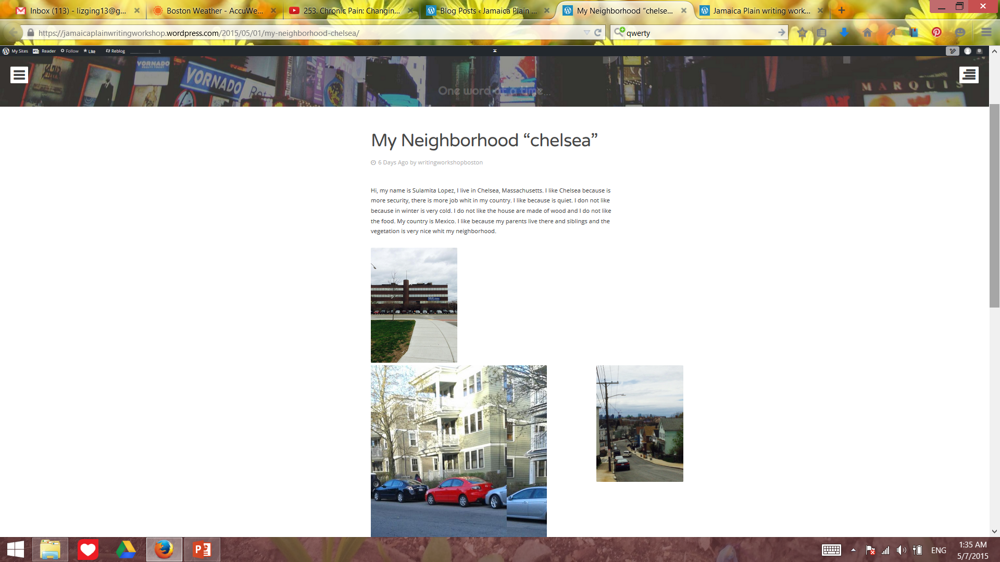 Inbox (113) - lizging13@g...
Boston Weather - AccuWe...
253. Chronic Pain: Changin...
Blog Posts ‹ Jamaica Plain ...
My Neighborhood “chelse...
Jamaica Plain writing work...
https://jamaicaplainwritingworkshop.wordpress.com/2015/05/01/my-neighborhood-chelsea/
qwerty
My Sites Reader Follow Like Reblog
VORNADO
REALTY TRUST
VORNADO
One word at a time...
MARQUIS
My Neighborhood “chelsea”
6 Days Ago by writingworkshopboston
Hi, my name is Sulamita Lopez, I live in Chelsea, Massachusetts. I like Chelsea because is
more security, there is more job whit in my country. I like because is quiet. I don not like
because in winter is very cold. I do not like the house are made of wood and I do not like
the food. My country is Mexico. I like because my parents live there and siblings and the
vegetation is very nice whit my neighborhood.
ENG
1:35 AM
5/7/2015